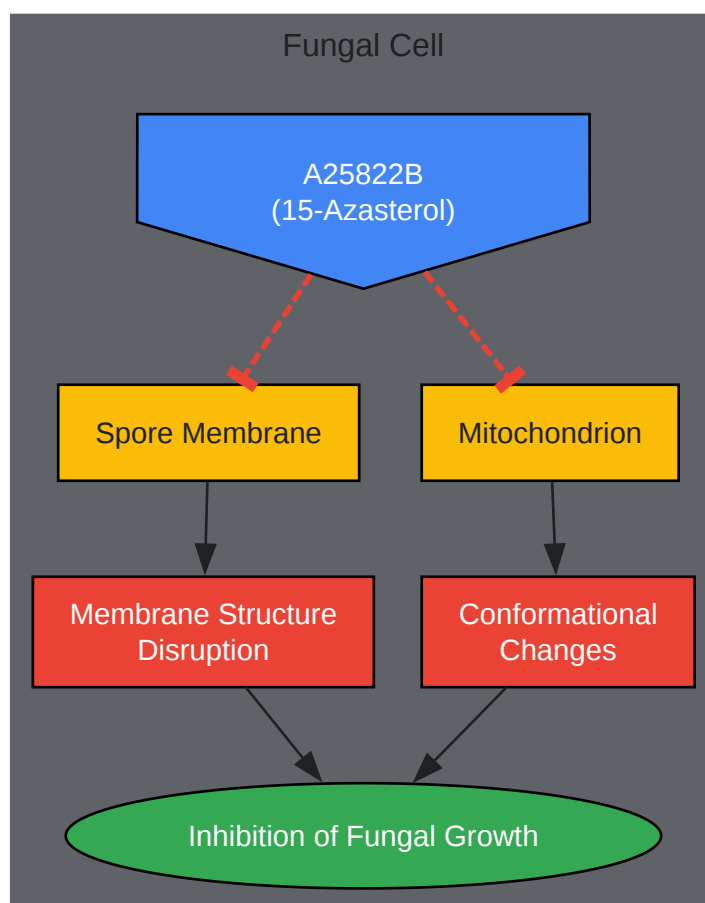 Fungal Cell
A25822B
(15-Azasterol)
Spore Membrane
Mitochondrion
Membrane Structure
Disruption
Conformational
Changes
Inhibition of Fungal Growth